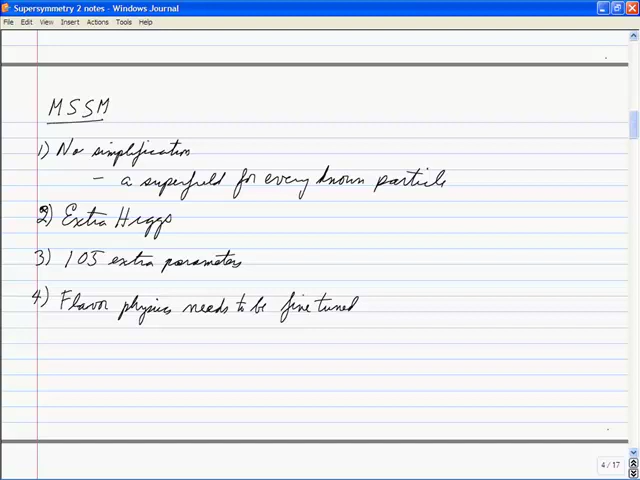 Supersymmetry 2 notes - Windows Journal
File Edit View Insert Actions Tools Help
MSSM
1) No simplification
- a superfield for every known particle
2) Extra Higgs
3) 105 extra parameters
4) Flavor physics needs to be fine tuned
4 / 17